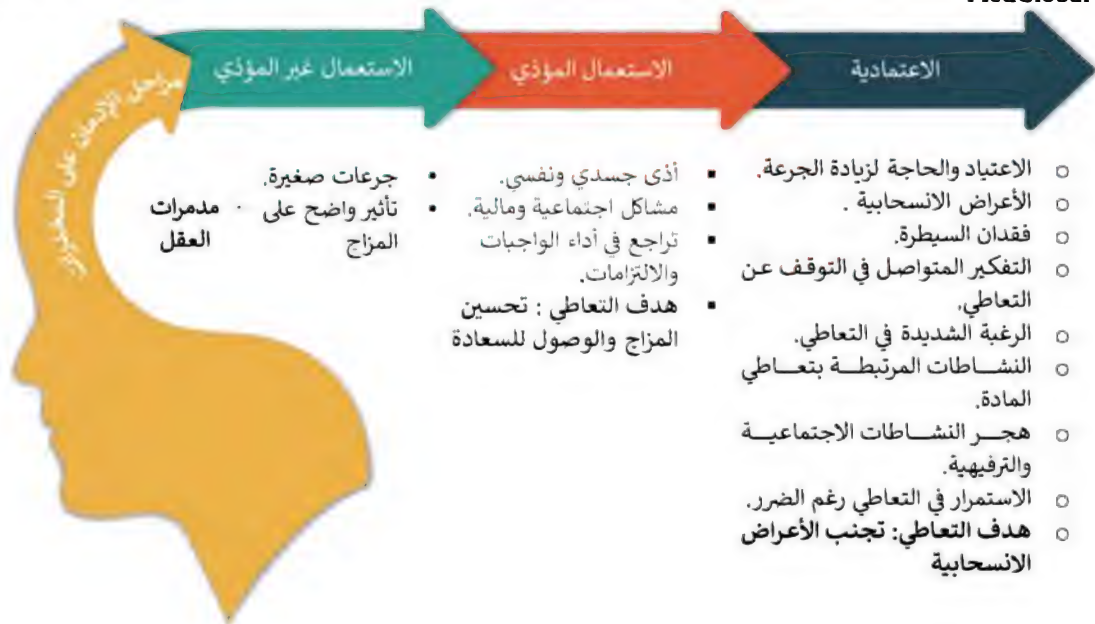 مراحل الإدمان على
الاستعمال غير المؤذي
الاستعمال المؤذي
الاعتمادية
مدمرات
العقل
جرعات صغيرة.
تأثير واضح على
المزاج
أذى جسدي ونفسي.
مشاكل اجتماعية ومالية.
تراجع في أداء الواجبات
والالتزامات.
هدف التعاطي : تحسين
المزاج والوصول للسعادة
الاعتياد والحاجة لزيادة الجرعة.
الأعراض الانسحابية .
فقدان السيطرة.
التفكير المتواصل في التوقف عن
التعاطي.
الرغبة الشديدة في التعاطي.
النشاطات المرتبطة بتعاطي
المادة.
هجر النشاطات الاجتماعية
والترفيهية.
الاستمرار في التعاطي رغم الضرر.
هدف التعاطي: تجنب الأعراض
الانسحابية